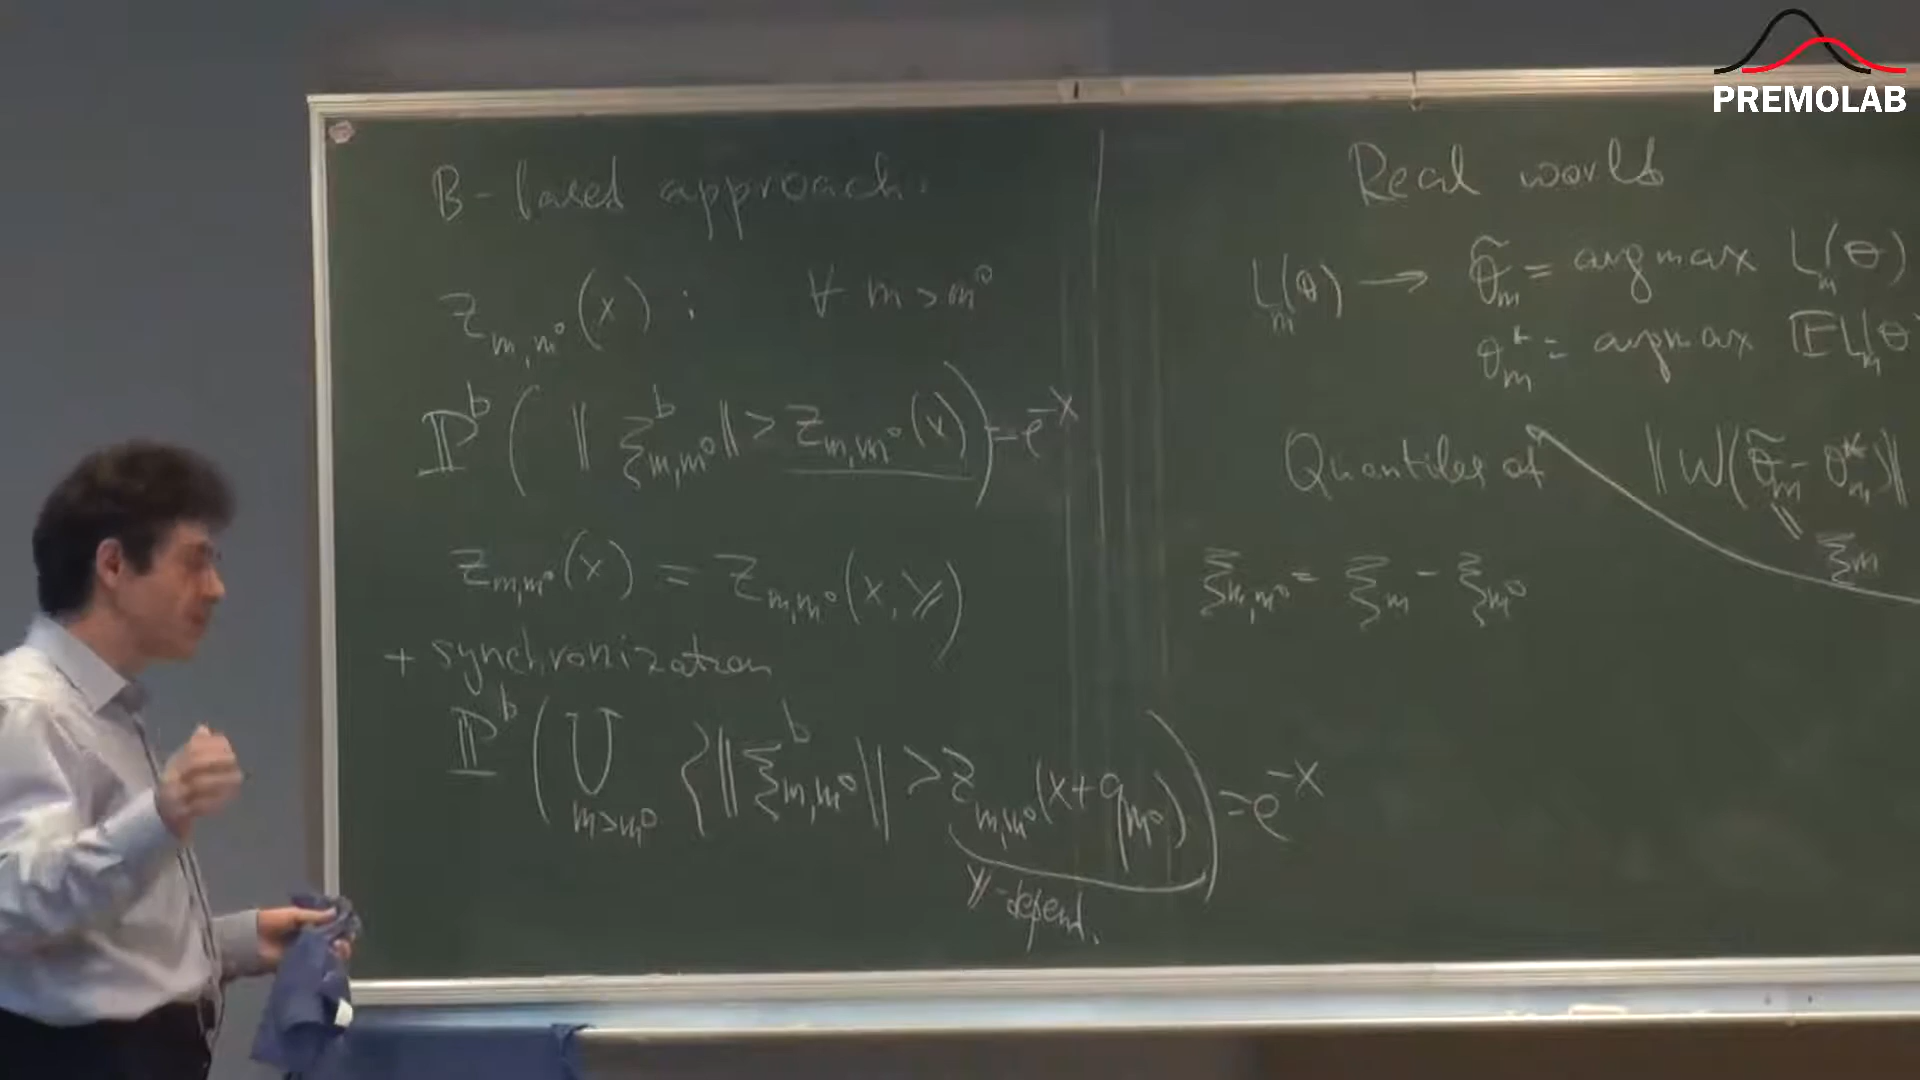 PREMOLAB
B-based approach:
z_{m,m°}(x) : ∀ m > m°
ℙ^b ( ‖ ξ^b_{m,m°} ‖ > z_{m,m°}(x) ) = e^{-x}
z_{m,m°}(x) = z_{m,m°}(x, Y)
+ synchronization
ℙ^b ( ⋃_{m>m°} { ‖ ξ^b_{m,m°} ‖ > z_{m,m°}(x + q_{m°}) ) = e^{-x}
Y-depend.
Real world
L_m(θ) → θ̃_m = argmax L_m(θ)
θ*_m = argmax 𝔼 L_m(θ
Quantiles of ‖ W(θ̃_m - θ*_m) ‖
‖
ξ_m
ξ_{m,m°} = ξ_m - ξ_{m°}